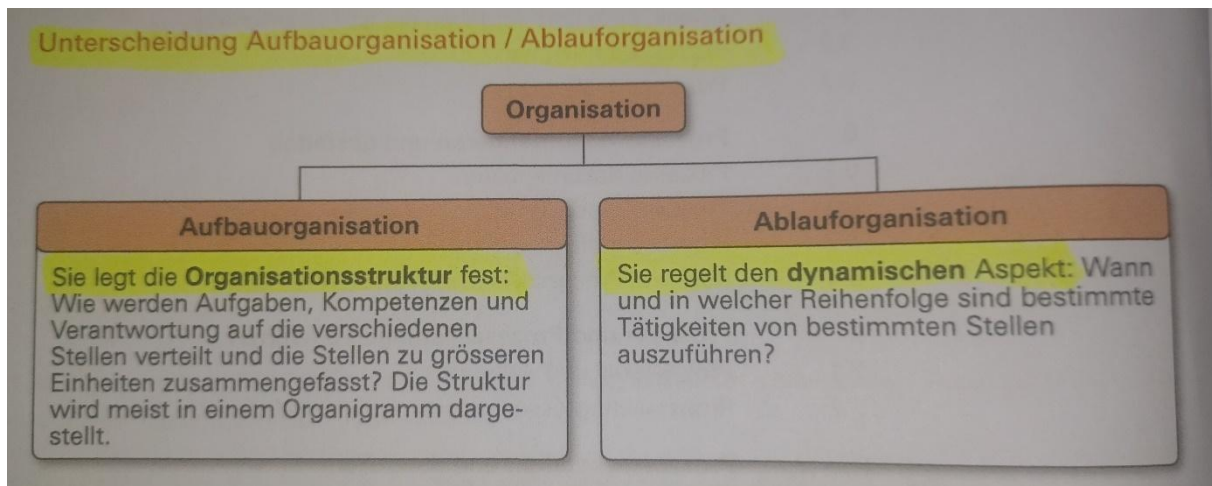 Unterscheidung Aufbauorganisation / Ablauforganisation
Organisation
Aufbauorganisation
Sie legt die Organisationsstruktur fest:
Wie werden Aufgaben, Kompetenzen und
Verantwortung auf die verschiedenen
Stellen verteilt und die Stellen zu grösseren
Einheiten zusammengefasst? Die Struktur
wird meist in einem Organigramm darge-
stellt.
Ablauforganisation
Sie regelt den dynamischen Aspekt: Wann
und in welcher Reihenfolge sind bestimmte
Tätigkeiten von bestimmten Stellen
auszuführen?